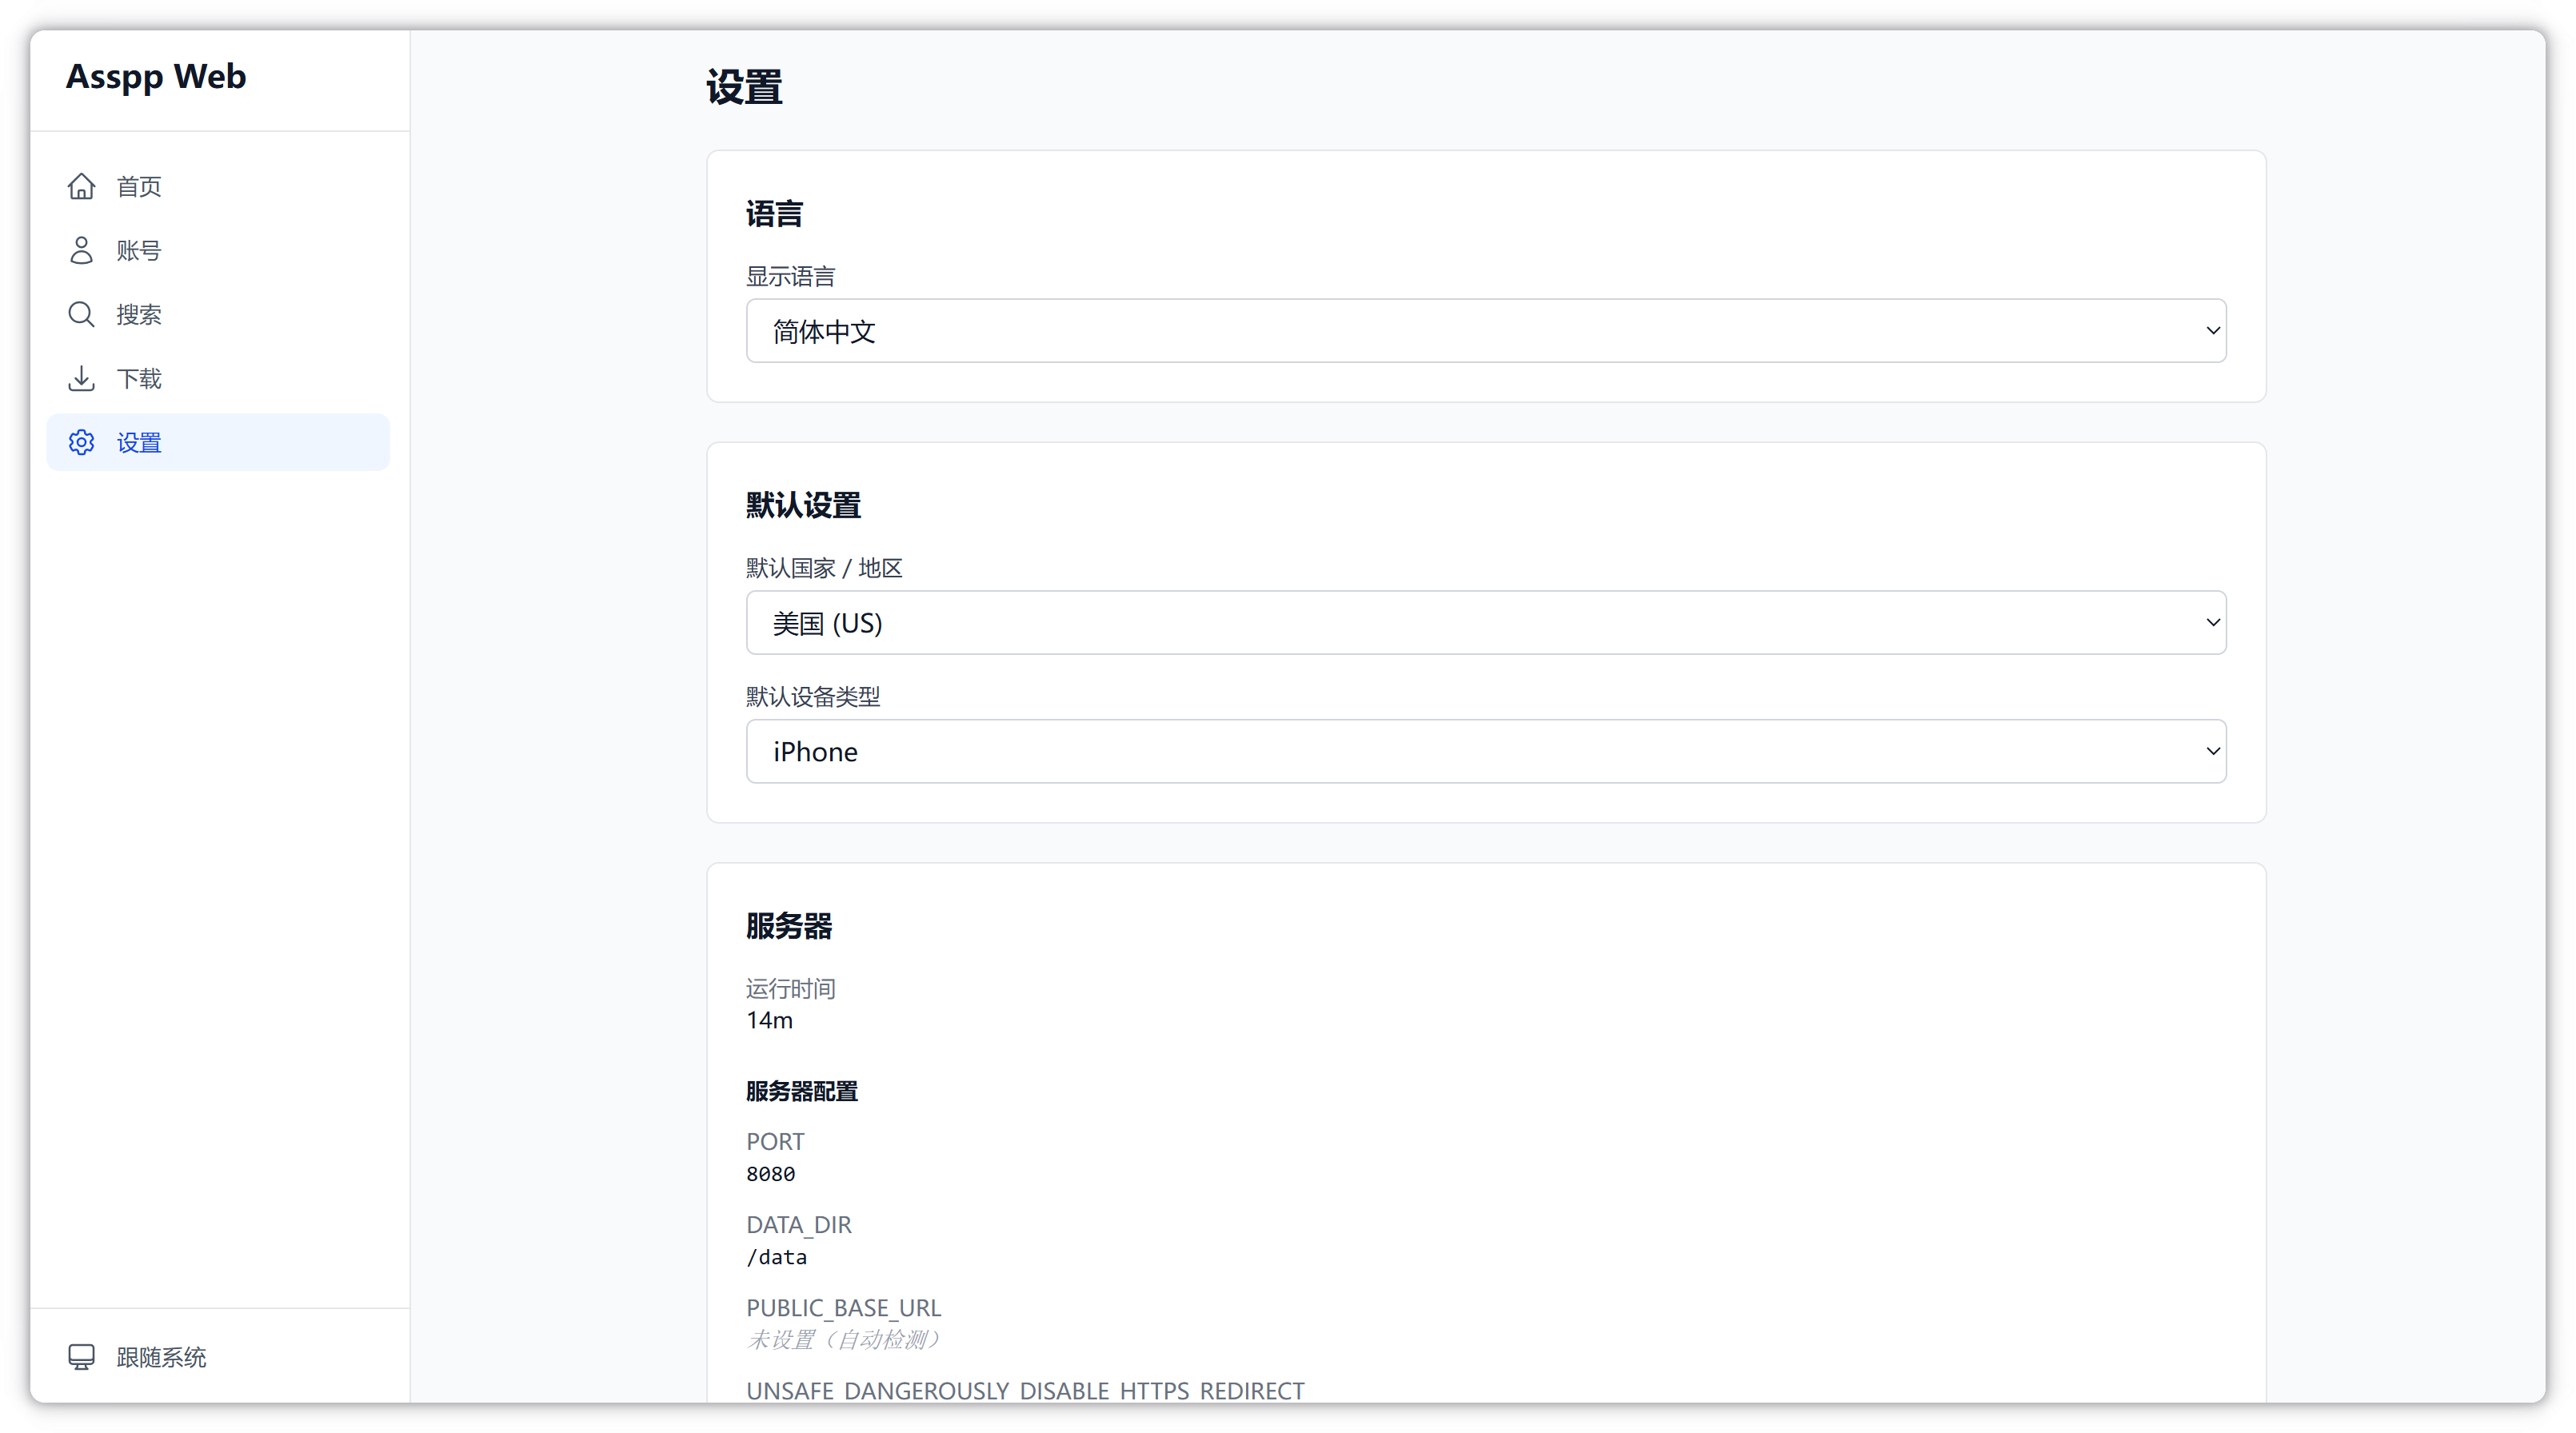 Asspp Web
首页
账号
搜索
下载
设置
跟随系统
设置
语言
显示语言
简体中文
默认设置
默认国家 / 地区
美国 (US)
默认设备类型
iPhone
服务器
运行时间
14m
服务器配置
PORT
8080
DATA_DIR
/data
PUBLIC_BASE_URL
未设置（自动检测）
UNSAFE_DANGEROUSLY_DISABLE_HTTPS_REDIRECT